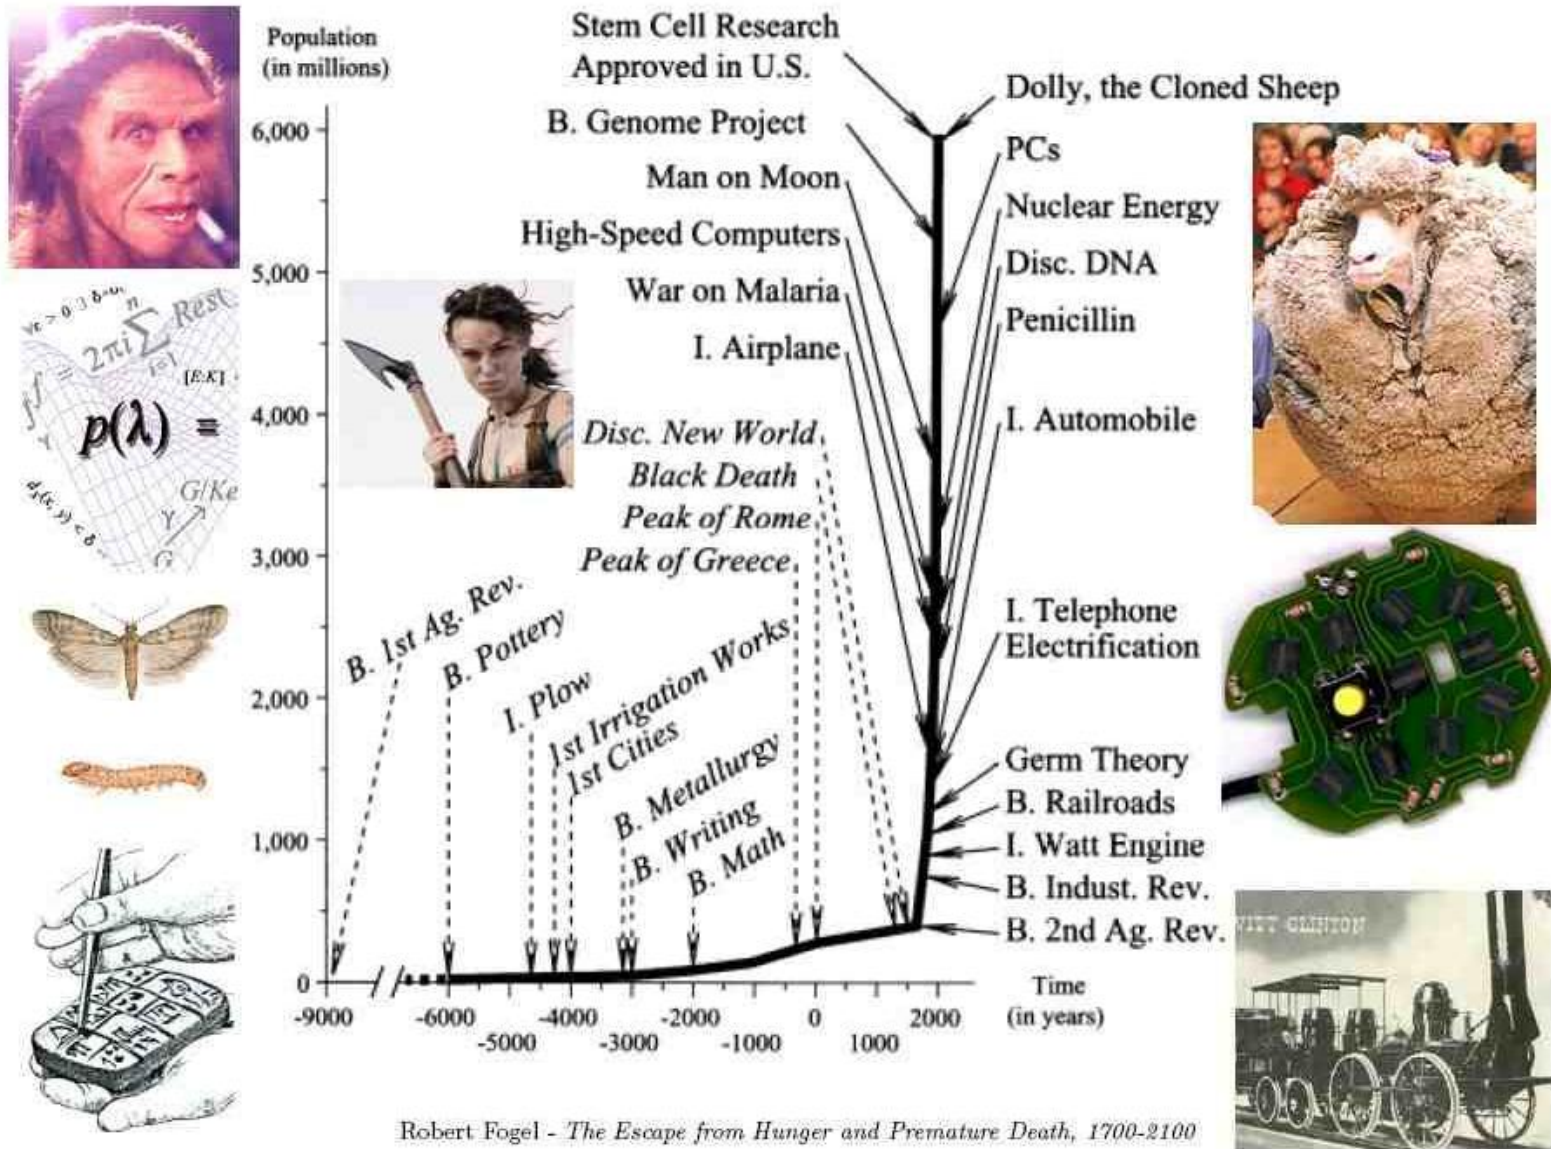 Population
(in millions)
6,000
5,000
4,000
3,000
2,000
1,000
0
Stem Cell Research
Approved in U.S.
B. Genome Project
Man on Moon
High-Speed Computers
War on Malaria
I. Airplane
Disc. New World
Black Death
Peak of Rome
Peak of Greece
B. 1st Ag. Rev.
B. Pottery
I. Plow
1st Irrigation Works
1st Cities
B. Metallurgy
B. Writing
B. Math
Dolly, the Cloned Sheep
PCs
Nuclear Energy
Disc. DNA
Penicillin
I. Automobile
I. Telephone
Electrification
Germ Theory
B. Railroads
I. Watt Engine
B. Indust. Rev.
B. 2nd Ag. Rev.
Time
(in years)
-9000 -6000 -4000 -2000 0 2000
-5000 -3000 -1000 1000
2πi
n
∑
i=1
Rest
[E:K]
p(λ) =
G/Ke
γ
G
VITT CLINTON
Robert Fogel - The Escape from Hunger and Premature Death, 1700-2100